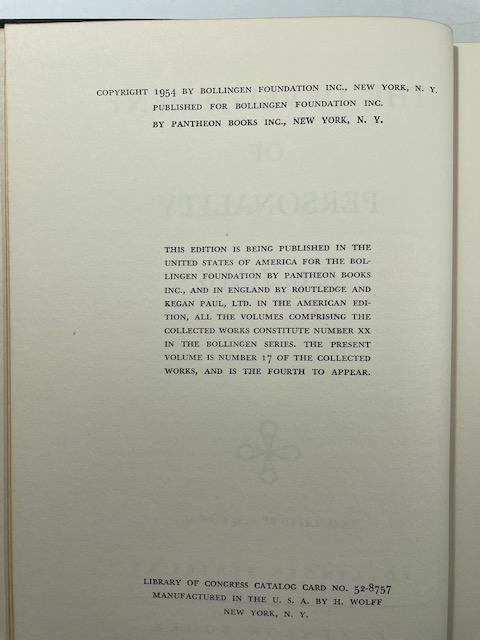 COPYRIGHT 1954 BY BOLLINGEN FOUNDATION INC., NEW YORK, N. Y.
PUBLISHED FOR BOLLINGEN FOUNDATION INC.
BY PANTHEON BOOKS INC., NEW YORK, N. Y.
OF
PERSONALITY
THIS EDITION IS BEING PUBLISHED IN THE
UNITED STATES OF AMERICA FOR THE BOL-
LINGEN FOUNDATION BY PANTHEON BOOKS
INC., AND IN ENGLAND BY ROUTLEDGE AND
KEGAN PAUL, LTD. IN THE AMERICAN EDI-
TION, ALL THE VOLUMES COMPRISING THE
COLLECTED WORKS CONSTITUTE NUMBER XX
IN THE BOLLINGEN SERIES. THE PRESENT
VOLUME IS NUMBER 17 OF THE COLLECTED
WORKS, AND IS THE FOURTH TO APPEAR.
LIBRARY OF CONGRESS CATALOG CARD NO. 52-8757
MANUFACTURED IN THE U. S. A. BY H. WOLFF
NEW YORK, N. Y.